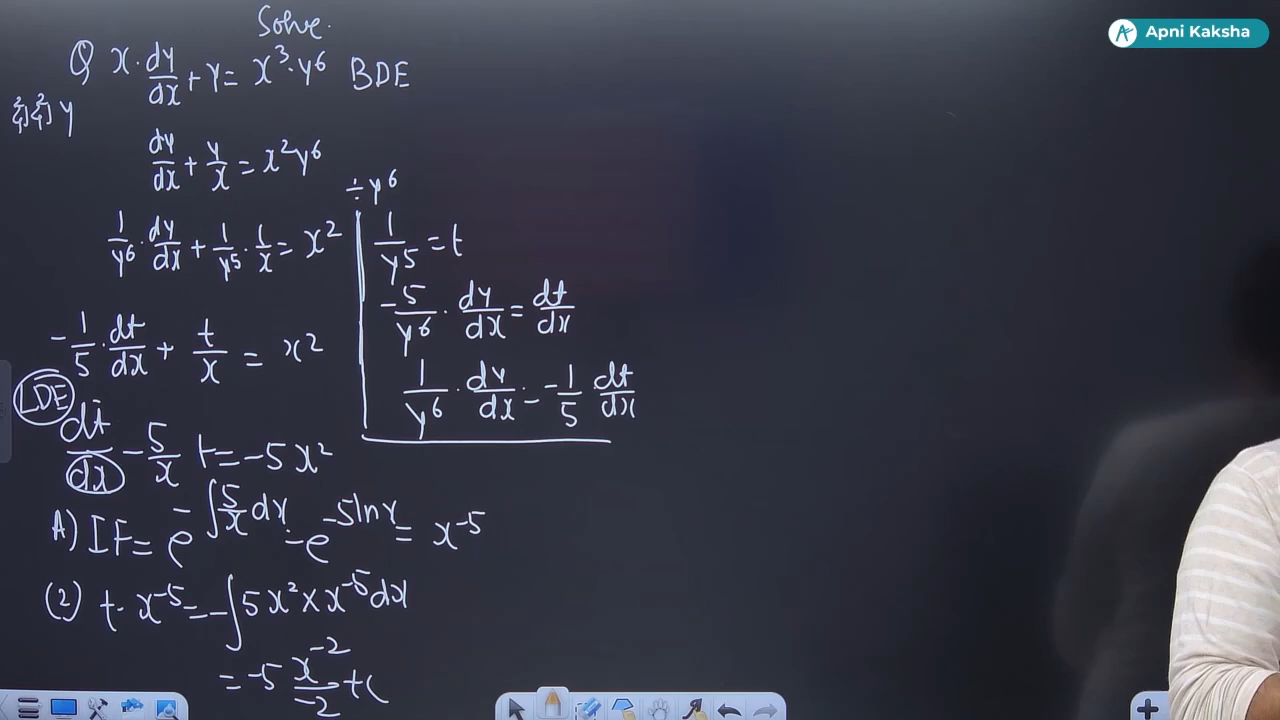 Apni Kaksha
Solve.
Q x · dy/dx + y = x³·y⁶ BDE
y
dy/dx + y/x = x²y⁶
÷y⁶
1/y⁶ · dy/dx + 1/y⁵ · 1/x = x²
1/y⁵ = t
-5/y⁶ · dy/dx = dt/dx
1/y⁶ · dy/dx = -1/5 dt/dx
-1/5 · dt/dx + t/x = x²
LDE
dt/dx - 5/x t = -5x²
A) IF = e^(-∫5/x dx) = e^(-5lnx) = x⁻⁵
(2) t· x⁻⁵ = -∫5x² × x⁻⁵ dx
= -5 x⁻²/-2 + c